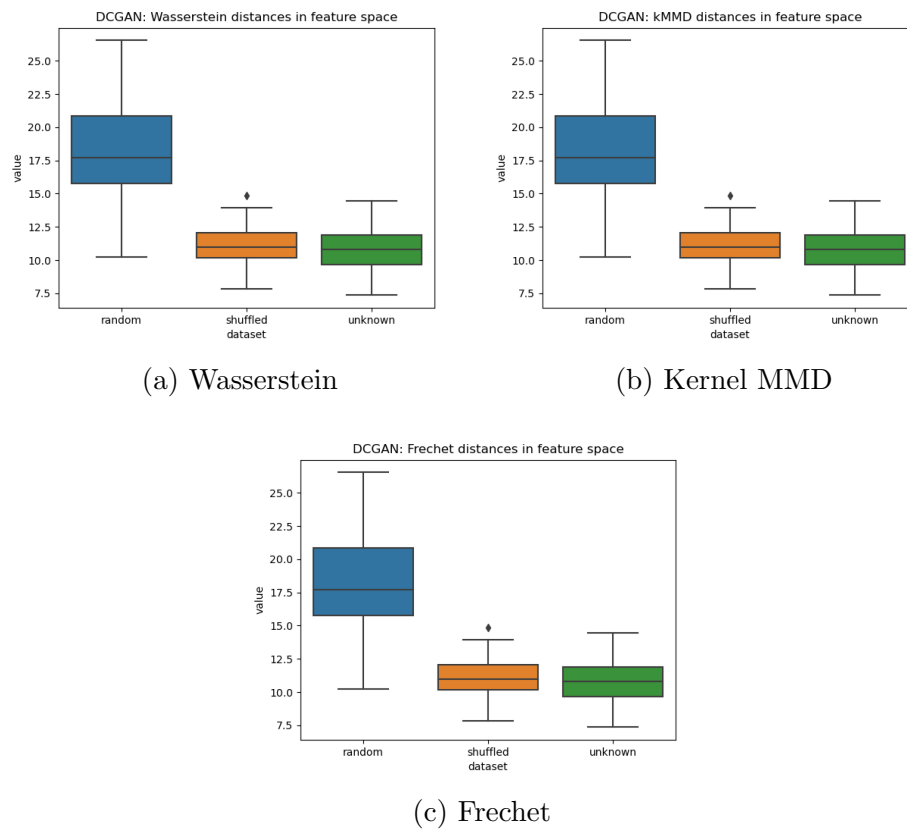 DCGAN: Wasserstein distances in feature space
25.0
22.5
20.0
17.5
15.0
12.5
10.0
7.5
value
random shuffled unknown
dataset
(a) Wasserstein
DCGAN: kMMD distances in feature space
25.0
22.5
20.0
17.5
15.0
12.5
10.0
7.5
value
random shuffled unknown
dataset
(b) Kernel MMD
DCGAN: Frechet distances in feature space
25.0
22.5
20.0
17.5
15.0
12.5
10.0
7.5
value
random shuffled unknown
dataset
(c) Frechet